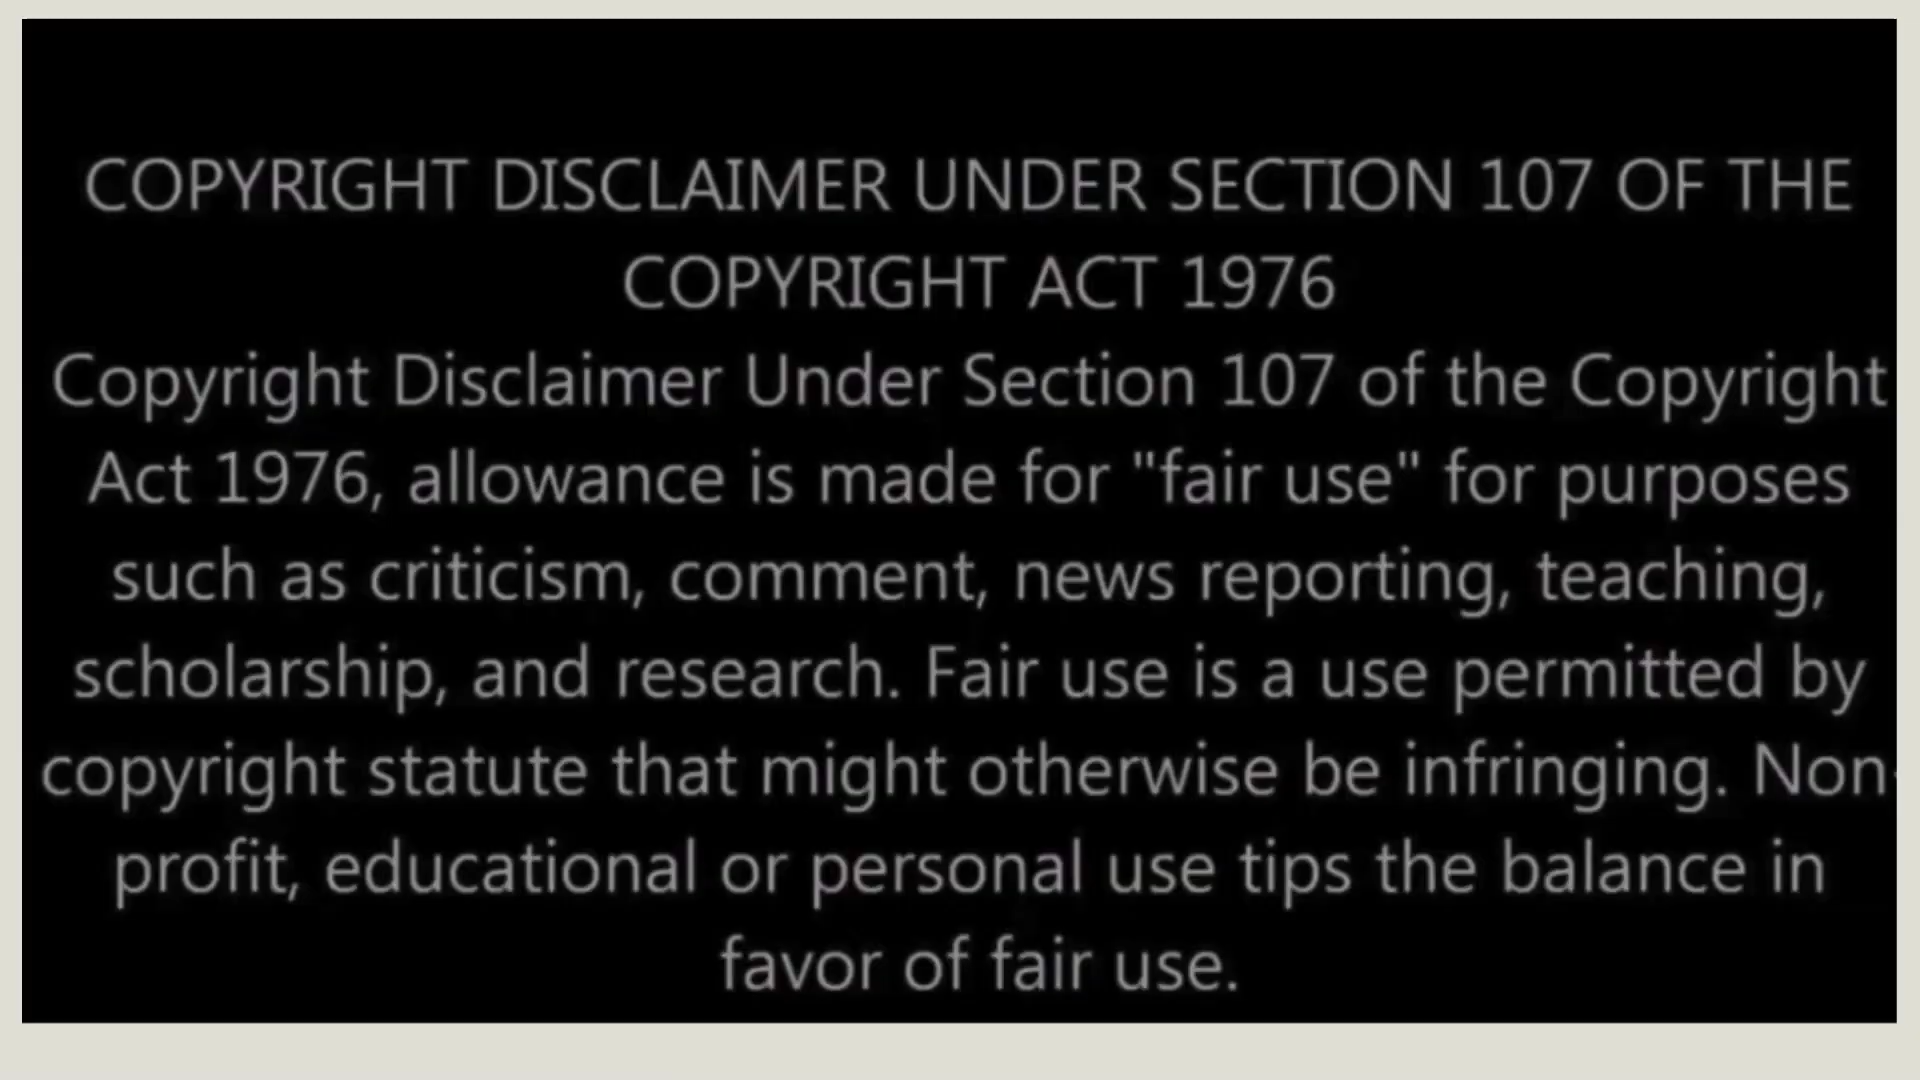 COPYRIGHT DISCLAIMER UNDER SECTION 107 OF THE
COPYRIGHT ACT 1976
Copyright Disclaimer Under Section 107 of the Copyright
Act 1976, allowance is made for "fair use" for purposes
such as criticism, comment, news reporting, teaching,
scholarship, and research. Fair use is a use permitted by
copyright statute that might otherwise be infringing. Non-
profit, educational or personal use tips the balance in
favor of fair use.